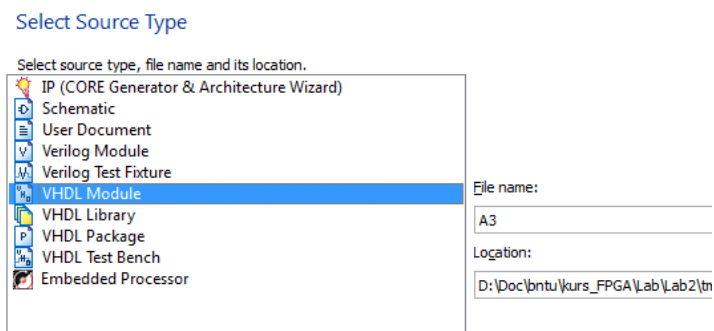 Select Source Type
Select source type, file name and its location.
IP (CORE Generator & Architecture Wizard)
Schematic
User Document
Verilog Module
Verilog Test Fixture
VHDL Module
VHDL Library
VHDL Package
VHDL Test Bench
Embedded Processor
File name:
A3
Location:
D:\Doc\bntu\kurs_FPGA\Lab\Lab2\tm